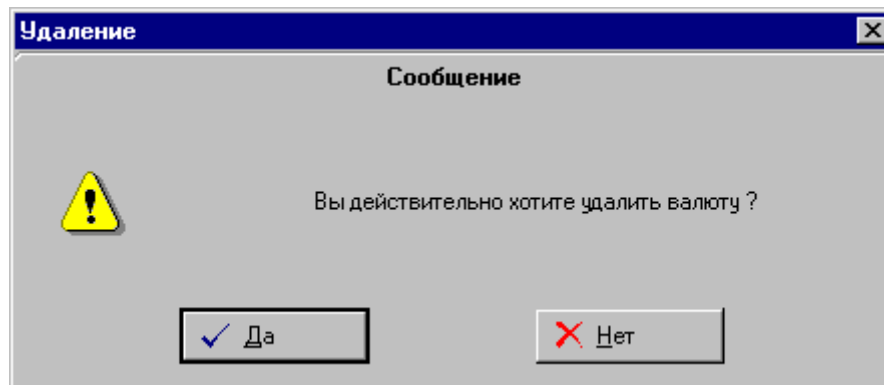 Удаление
Сообщение
Вы действительно хотите удалить валюту ?
Да
Нет